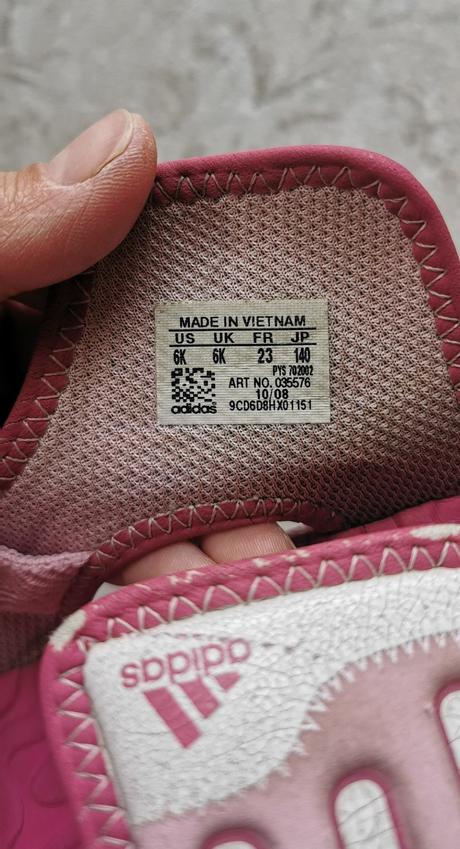 MADE IN VIETNAM
US UK FR JP
6K 6K 23 140
PYS 702002
ART NO. 035576
10/08
adidas 9CD6D8HX01151
adidas